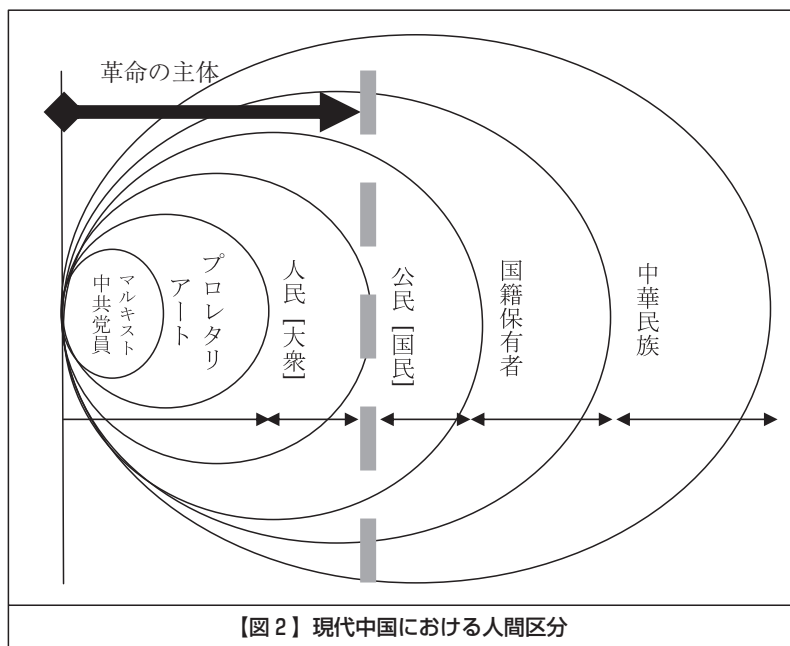 革命の主体
マルキスト
中共党員
プロレタリ
アート
人民［大衆］
公民［国民］
国籍保有者
中華民族
【図2】現代中国における人間区分